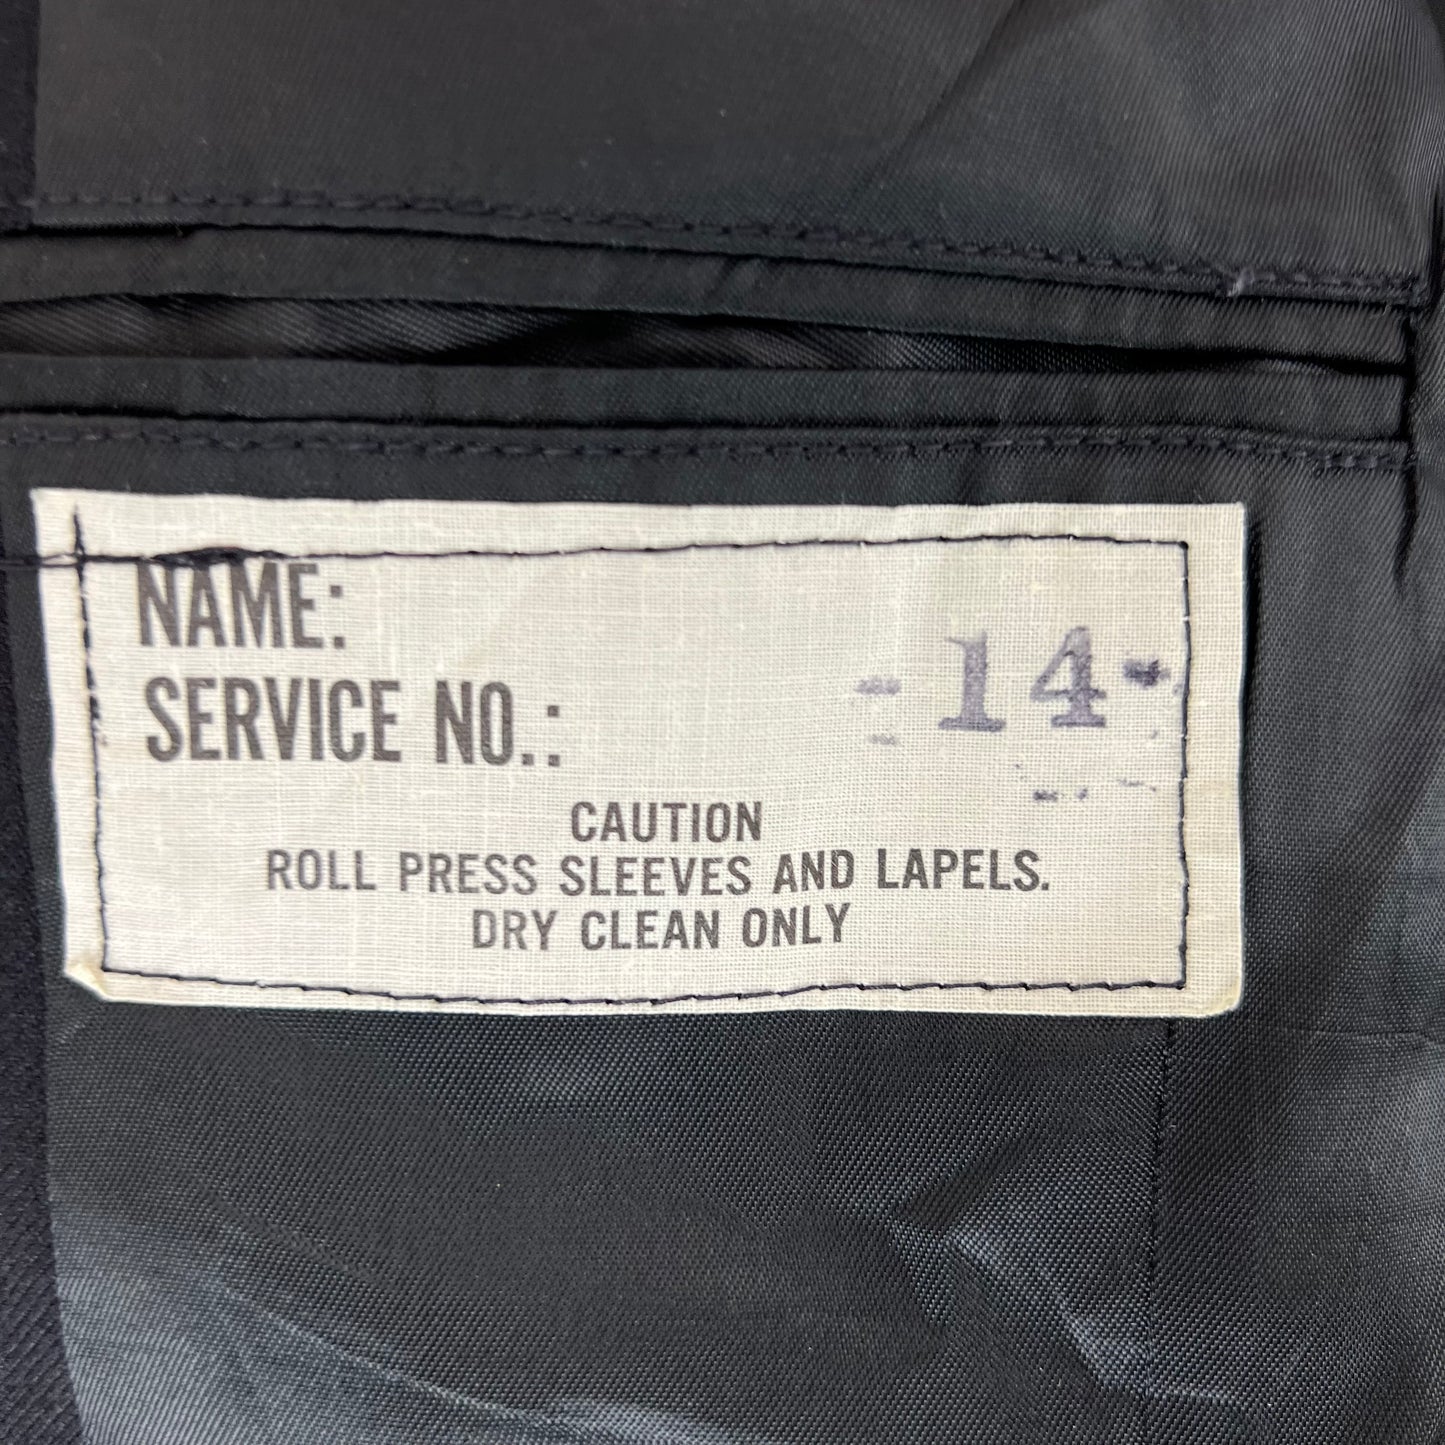 NAME:
SERVICE NO.:
-14-
CAUTION
ROLL PRESS SLEEVES AND LAPELS.
DRY CLEAN ONLY